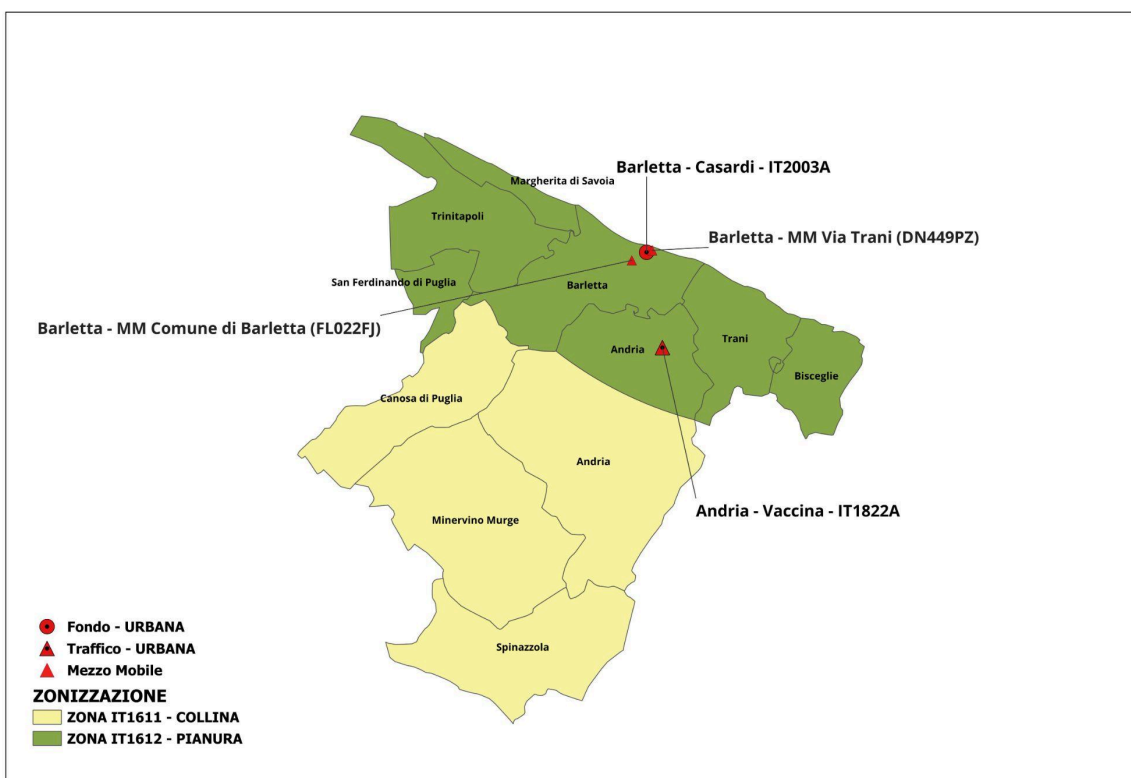 Barletta - Casardi - IT2003A
Margherita di Savoia
Trinitapoli
Barletta - MM Via Trani (DN449PZ)
San Ferdinando di Puglia
Barletta
Barletta - MM Comune di Barletta (FL022FJ)
Trani
Andria
Bisceglie
Canosa di Puglia
Andria
Andria - Vaccina - IT1822A
Minervino Murge
Spinazzola
Fondo - URBANA
Traffico - URBANA
Mezzo Mobile
ZONIZZAZIONE
ZONA IT1611 - COLLINA
ZONA IT1612 - PIANURA